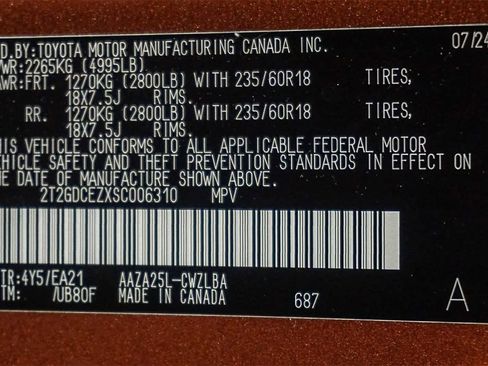 D.BY: TOYOTA MOTOR MANUFACTURING CANADA INC. 07/24
WR: 2265KG (4995LB)
AWR: FRT. 1270KG (2800LB) WITH 235/60R18 TIRES,
18X7.5J RIMS.
RR. 1270KG (2800LB) WITH 235/60R18 TIRES,
18X7.5J RIMS.
HIS VEHICLE CONFORMS TO ALL APPLICABLE FEDERAL MOTOR
EHICLE SAFETY AND THEFT PREVENTION STANDARDS IN EFFECT ON
HE DATE OF MANUFACTURE SHOWN ABOVE.
2T2GDCEZXSC006310 MPV
TR: 4Y5/EA21 AAZA25L-CWZLBA
TM: /UB80F MADE IN CANADA 687 A